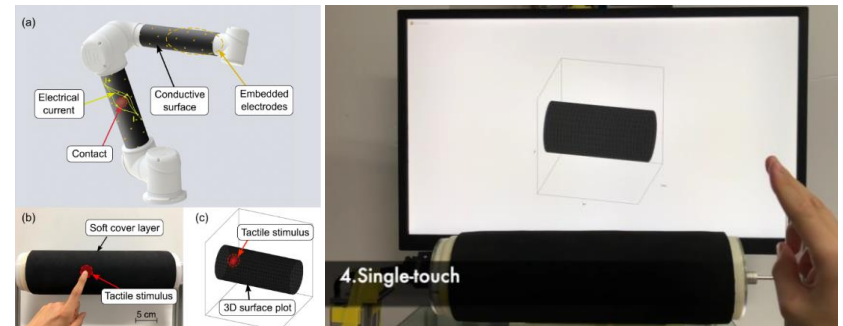 (a)
Electrical
current
Conductive
surface
Embedded
electrodes
Contact
(b)
Soft cover layer
Tactile stimulus
5 cm
(c)
Tactile stimulus
3D surface plot
4.Single-touch